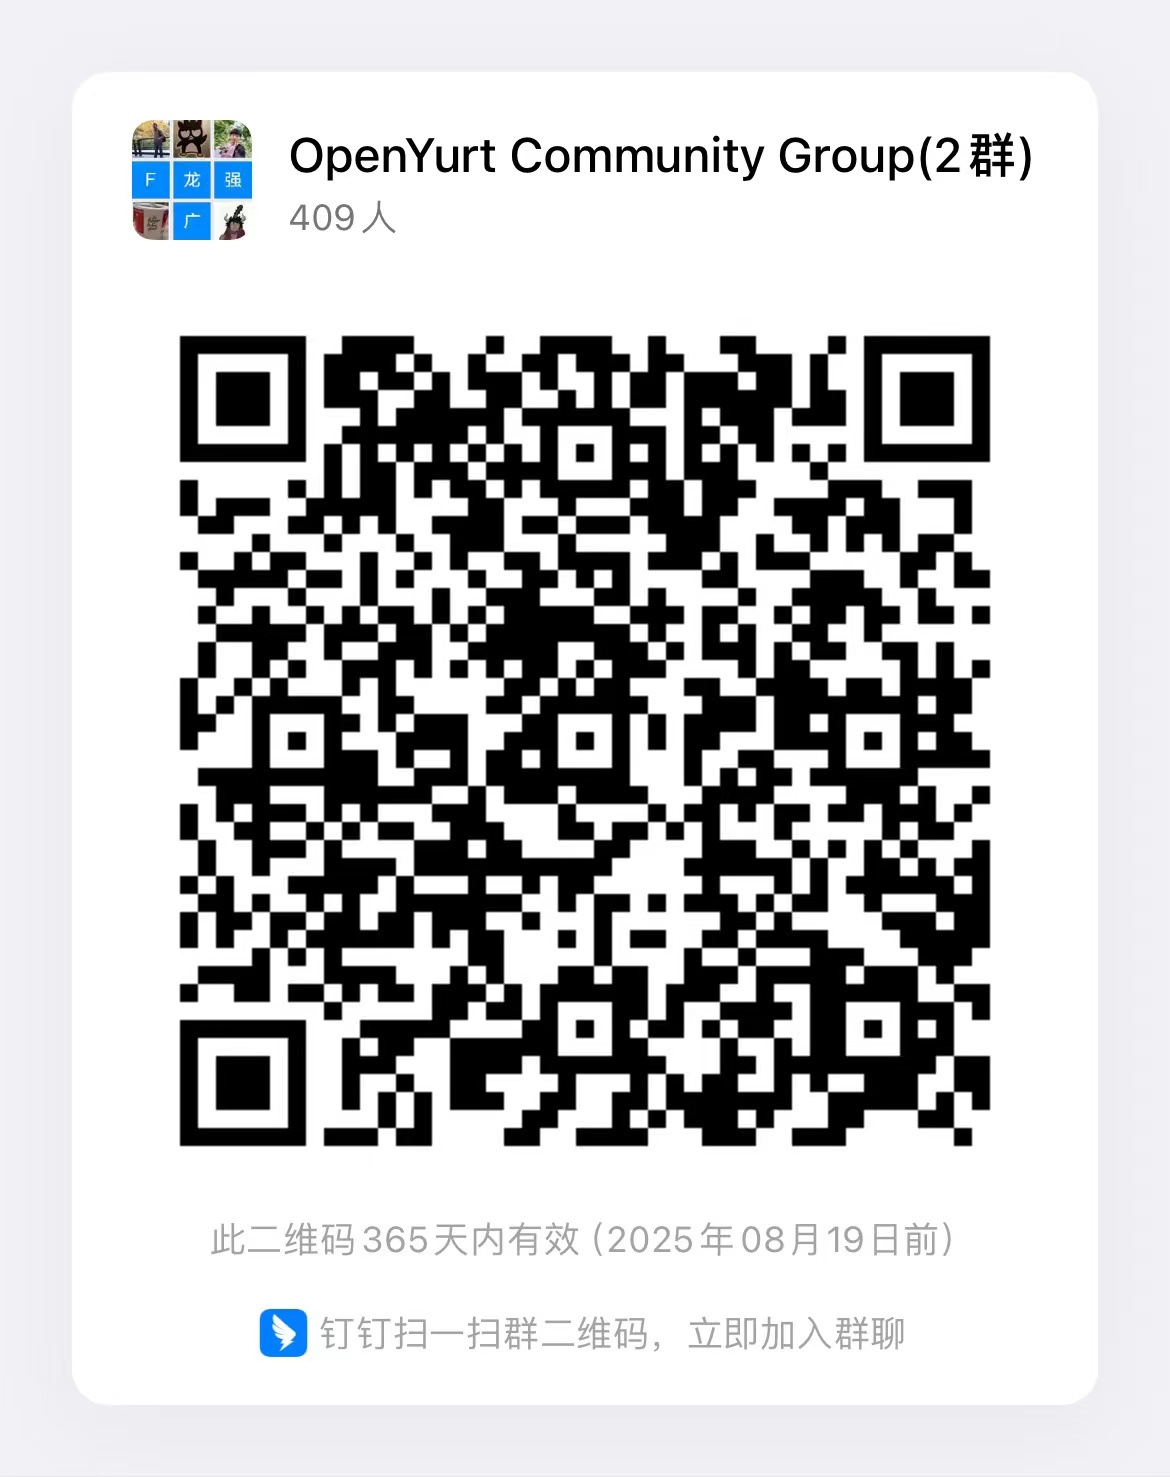 OpenYurt Community Group(2群)
409人
F 龙 强
广
此二维码365天内有效 (2025年08月19日前)
钉钉扫一扫群二维码，立即加入群聊